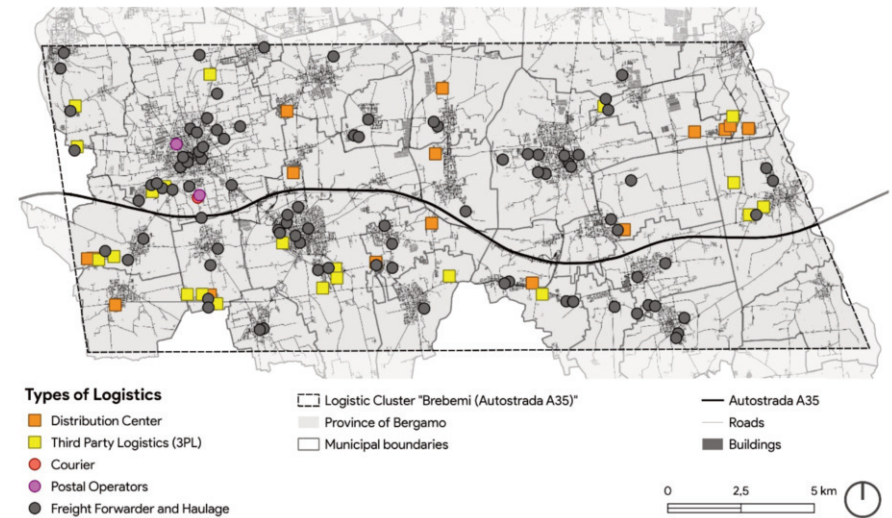 Types of Logistics
Distribution Center
Third Party Logistics (3PL)
Courier
Postal Operators
Freight Forwarder and Haulage
Logistic Cluster "Brebemi (Autostrada A35)"
Province of Bergamo
Municipal boundaries
Autostrada A35
Roads
Buildings
0 2,5 5 km